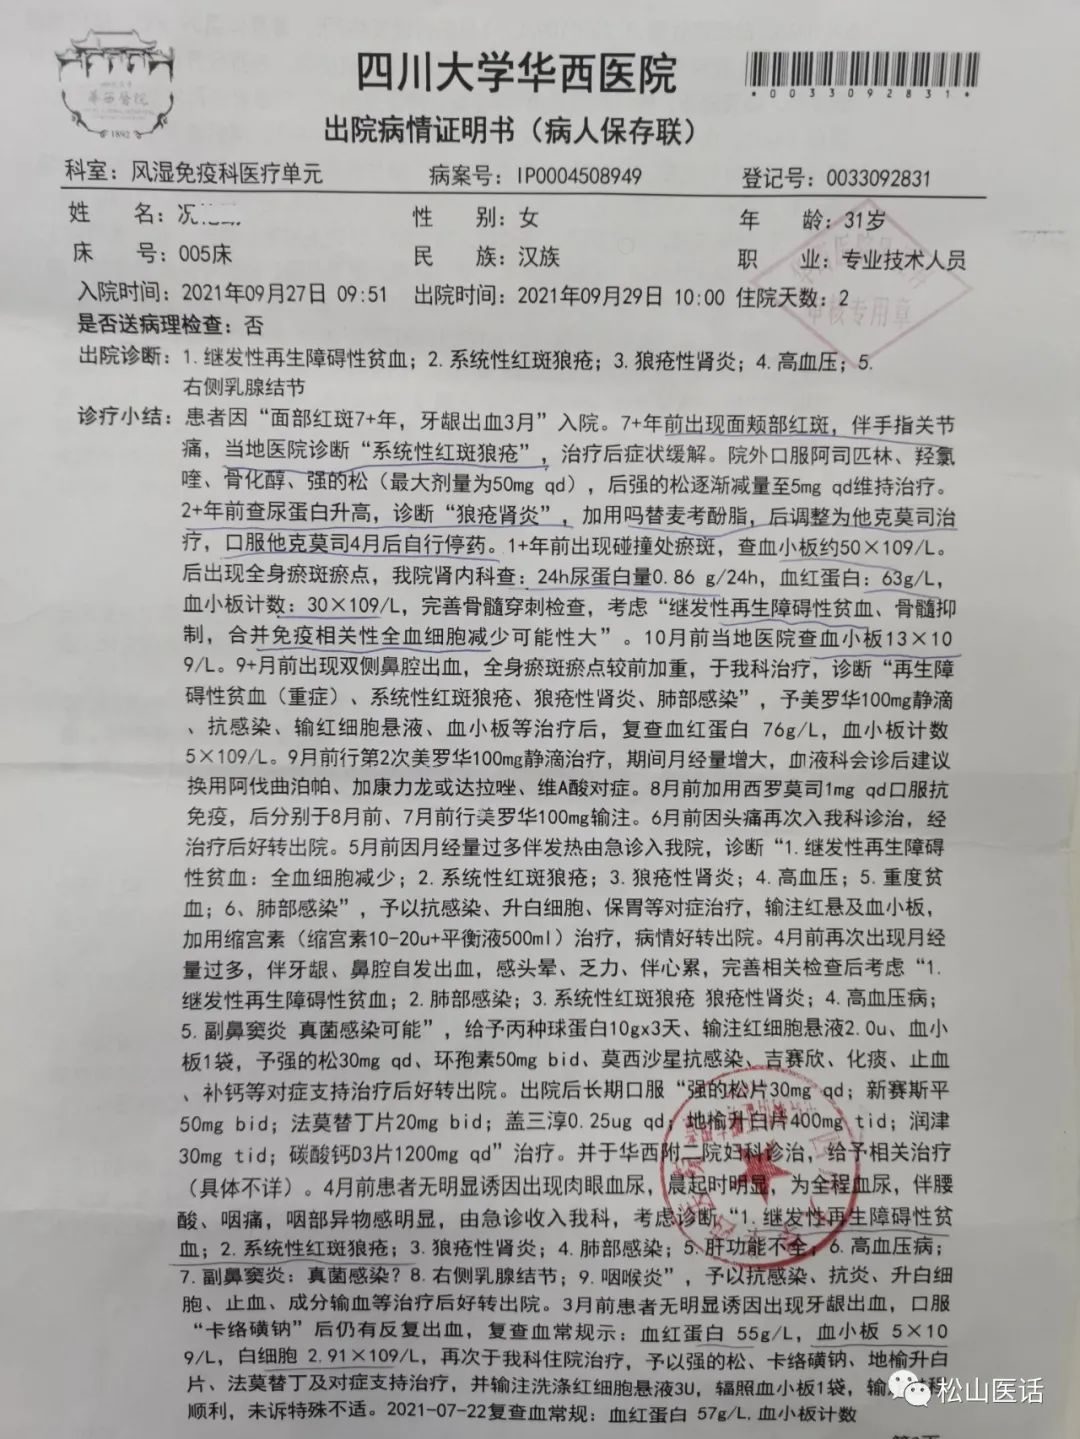 華西醫院
1892
四川大学华西医院
*0033092831*
出院病情证明书（病人保存联）
科室：风湿免疫科医疗单元 病案号：IP0004508949 登记号：0033092831
姓 名： 性 别：女 年 龄：31岁
床 号：005床 民 族：汉族 职 业：专业技术人员
入院时间：2021年09月27日 09:51 出院时间：2021年09月29日 10:00 住院天数：2
审核专用章
是否送病理检查：否
出院诊断：1.继发性再生障碍性贫血；2.系统性红斑狼疮；3.狼疮性肾炎；4.高血压；5.
右侧乳腺结节
诊疗小结：患者因“面部红斑7+年，牙龈出血3月”入院。7+年前出现面颊部红斑，伴手指关节
痛，当地医院诊断“系统性红斑狼疮”，治疗后症状缓解。院外口服阿司匹林、羟氯
喹、骨化醇、强的松（最大剂量为50mg qd），后强的松逐渐减量至5mg qd维持治疗。
2+年前查尿蛋白升高，诊断“狼疮肾炎”，加用吗替麦考酚脂，后调整为他克莫司治
疗，口服他克莫司4月后自行停药。1+年前出现碰撞处瘀斑，查血小板约50×109/L。
后出现全身瘀斑瘀点，我院肾内科查：24h尿蛋白量0.86 g/24h，血红蛋白：63g/L，
血小板计数：30×109/L，完善骨髓穿刺检查，考虑“继发性再生障碍性贫血、骨髓抑
制，合并免疫相关性全血细胞减少可能性大”。10月前当地医院查血小板13×10
9/L。9+月前出现双侧鼻腔出血，全身瘀斑瘀点较前加重，于我科治疗，诊断“再生障
碍性贫血（重症）、系统性红斑狼疮、狼疮性肾炎、肺部感染”，予美罗华100mg静滴
、抗感染、输红细胞悬液、血小板等治疗后，复查血红蛋白 76g/L，血小板计数
5×109/L。9月前行第2次美罗华100mg静滴治疗，期间月经量增大，血液科会诊后建议
换用阿伐曲泊帕、加康力龙或达拉唑、维A酸对症。8月前加用西罗莫司1mg qd口服抗
免疫，后分别于8月前、7月前行美罗华100mg输注。6月前因头痛再次入我科诊治，经
治疗后好转出院。5月前因月经量过多伴发热由急诊入我院，诊断“1.继发性再生障碍
性贫血：全血细胞减少；2.系统性红斑狼疮；3.狼疮性肾炎；4.高血压；5.重度贫
血；6、肺部感染”，予以抗感染、升白细胞、保胃等对症治疗，输注红悬及血小板，
加用缩宫素（缩宫素10-20u+平衡液500ml）治疗，病情好转出院。4月前再次出现月经
量过多，伴牙龈、鼻腔自发出血，感头晕、乏力、伴心累，完善相关检查后考虑“1.
继发性再生障碍性贫血；2.肺部感染；3.系统性红斑狼疮 狼疮性肾炎；4.高血压病；
5.副鼻窦炎 真菌感染可能”，给予丙种球蛋白10gx3天、输注红细胞悬液2.0u、血小
板1袋，予强的松30mg qd、环孢素50mg bid、莫西沙星抗感染、吉赛欣、化痰、止血
、补钙等对症支持治疗后好转出院。出院后长期口服“强的松片30mg qd；新赛斯平
50mg bid；法莫替丁片20mg bid；盖三淳0.25ug qd；地榆升白片400mg tid；润津
30mg tid；碳酸钙D3片1200mg qd”治疗。并于华西附二院妇科诊治，给予相关治疗
（具体不详）。4月前患者无明显诱因出现肉眼血尿，晨起时明显，为全程血尿，伴腰
酸、咽痛，咽部异物感明显，由急诊收入我科，考虑诊断“1.继发性再生障碍性贫
血；2.系统性红斑狼疮；3.狼疮性肾炎；4.肺部感染；5.肝功能不全；6.高血压病；
7.副鼻窦炎：真菌感染？8.右侧乳腺结节；9.咽喉炎”，予以抗感染、抗炎、升白细
胞、止血、成分输血等治疗后好转出院。3月前患者无明显诱因出现牙龈出血，口服
“卡络磺钠”后仍有反复出血，复查血常规示：血红蛋白 55g/L，血小板 5×10
9/L，白细胞 2.91×109/L，再次于我科住院治疗，予以强的松、卡络磺钠、地榆升白
片、法莫替丁及对症支持治疗，并输注洗涤红细胞悬液3U，辐照血小板1袋，输
顺利，未诉特殊不适。2021-07-22复查血常规：血红蛋白 57g/L，血小板计数
松山医话